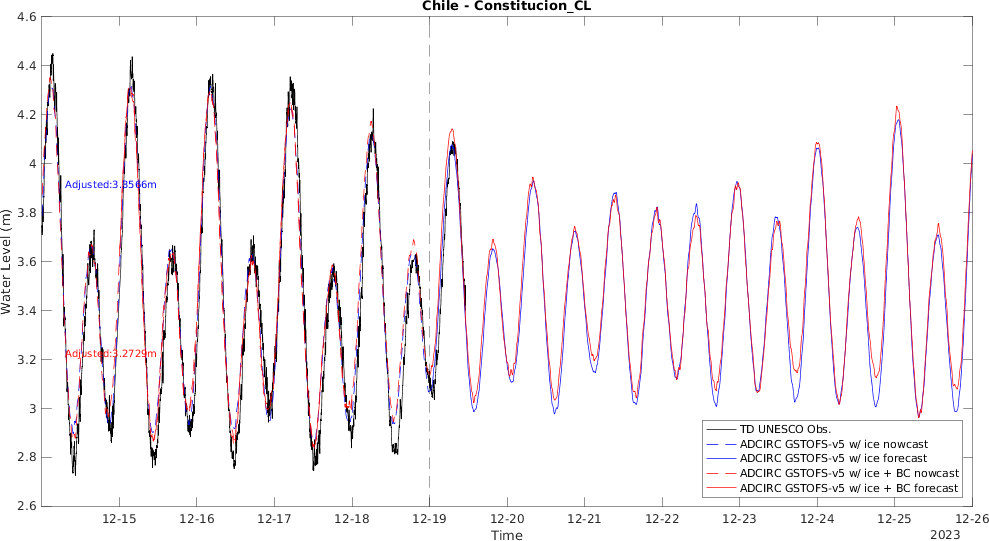 Chile - Constitucion_CL
4.6
4.4
4.2
4
3.8
3.6
3.4
3.2
3
2.8
2.6
Water Level (m)
Adjusted:3.3566m
Adjusted:3.2729m
TD UNESCO Obs.
ADCIRC GSTOFS-v5 w/ ice nowcast
ADCIRC GSTOFS-v5 w/ ice forecast
ADCIRC GSTOFS-v5 w/ ice + BC nowcast
ADCIRC GSTOFS-v5 w/ ice + BC forecast
12-15 12-16 12-17 12-18 12-19 12-20 12-21 12-22 12-23 12-24 12-25 12-26
Time
2023